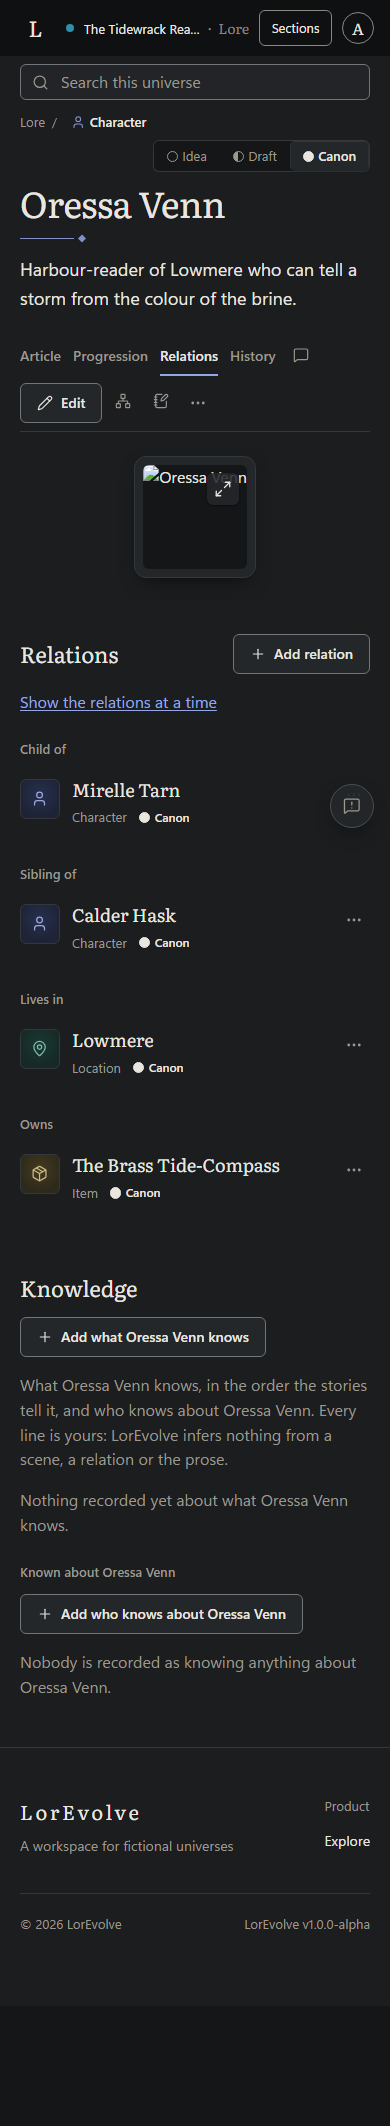 L
The Tidewrack Rea... · Lore
Sections
A
Search this universe
Lore / Character
Idea
Draft
Canon
Oressa Venn
Harbour-reader of Lowmere who can tell a
storm from the colour of the brine.
Article
Progression
Relations
History
Edit
Oressa Venn
Relations
Add relation
Show the relations at a time
Child of
Mirelle Tarn
Character
Canon
Sibling of
Calder Hask
Character
Canon
Lives in
Lowmere
Location
Canon
Owns
The Brass Tide-Compass
Item
Canon
Knowledge
Add what Oressa Venn knows
What Oressa Venn knows, in the order the stories
tell it, and who knows about Oressa Venn. Every
line is yours: LorEvolve infers nothing from a
scene, a relation or the prose.
Nothing recorded yet about what Oressa Venn
knows.
Known about Oressa Venn
Add who knows about Oressa Venn
Nobody is recorded as knowing anything about
Oressa Venn.
LorEvolve
Product
A workspace for fictional universes
Explore
© 2026 LorEvolve
LorEvolve v1.0.0-alpha